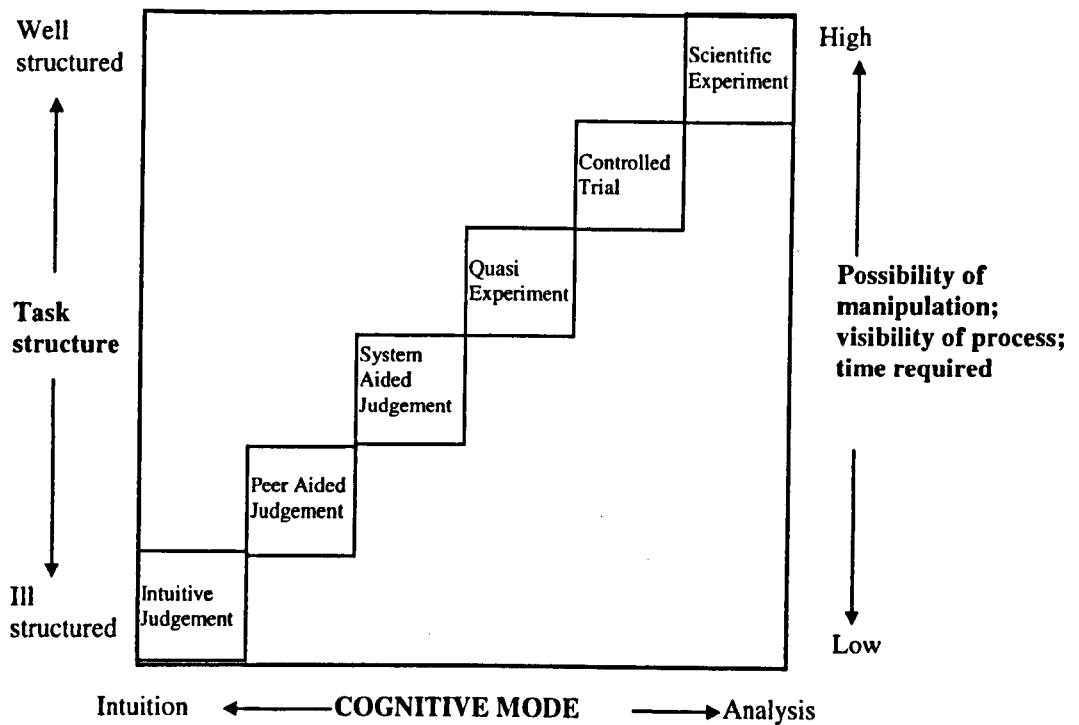 Well
structured
High
Scientific
Experiment
Controlled
Trial
Quasi
Experiment
Task
structure
Possibility of
manipulation;
visibility of process;
time required
System
Aided
Judgement
Peer Aided
Judgement
Ill
structured
Intuitive
Judgement
Low
Intuition
COGNITIVE MODE
Analysis